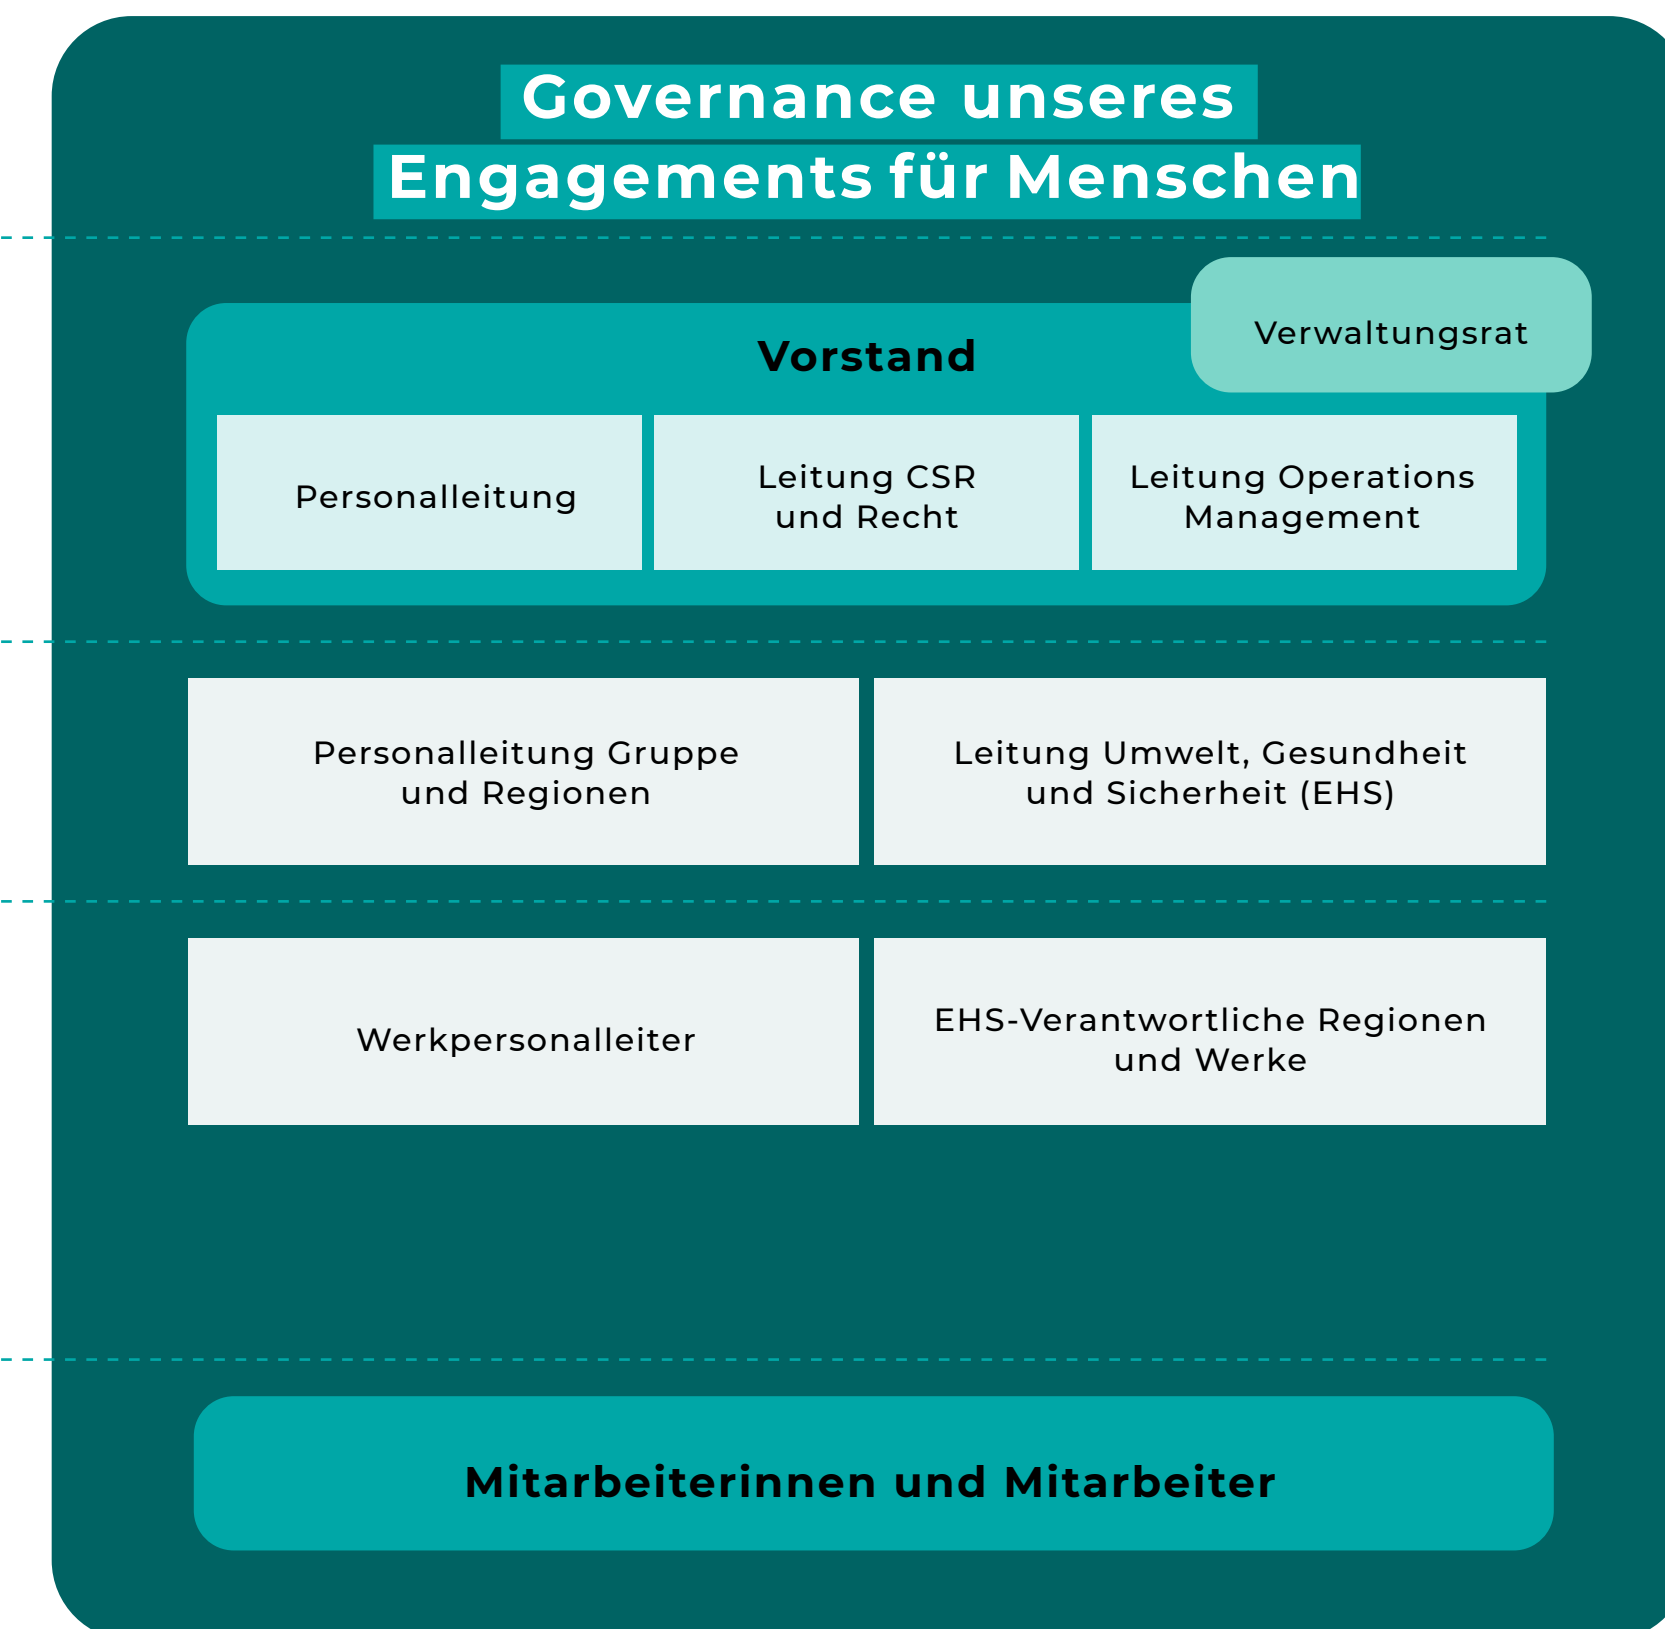 Governance unseres
Engagements für Menschen
Verwaltungsrat
Vorstand
Personalleitung
Leitung CSR
und Recht
Leitung Operations
Management
Personalleitung Gruppe
und Regionen
Leitung Umwelt, Gesundheit
und Sicherheit (EHS)
Werkpersonalleiter
EHS-Verantwortliche Regionen
und Werke
Mitarbeiterinnen und Mitarbeiter